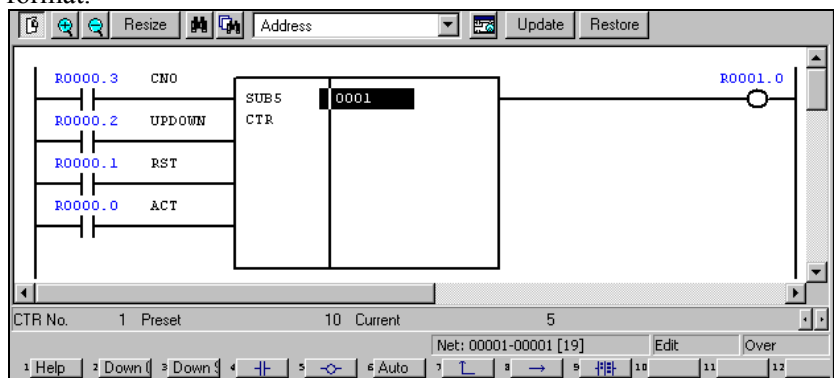 format.
Resize Address Update Restore
R0000.3 CNO R0001.0
SUB5 0001
R0000.2 UPDOWN CTR
R0000.1 RST
R0000.0 ACT
CTR No. 1 Preset 10 Current 5
Net: 00001-00001 [19] Edit Over
1 Help 2 Down 3 Down S 4 5 6 Auto 7 8 9 10 11 12